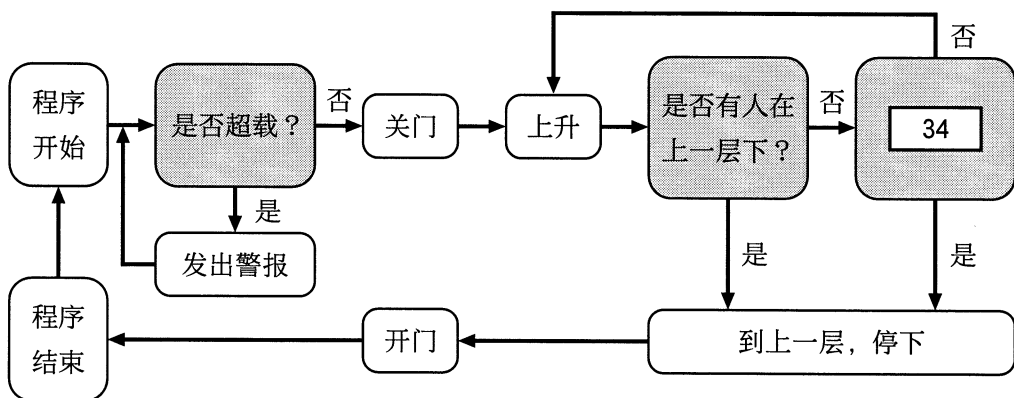 程序
开始
是否超载？
否
关门
上升
是否有人在
上一层下？
否
34
否
是
发出警报
是
是
程序
结束
开门
到上一层，停下